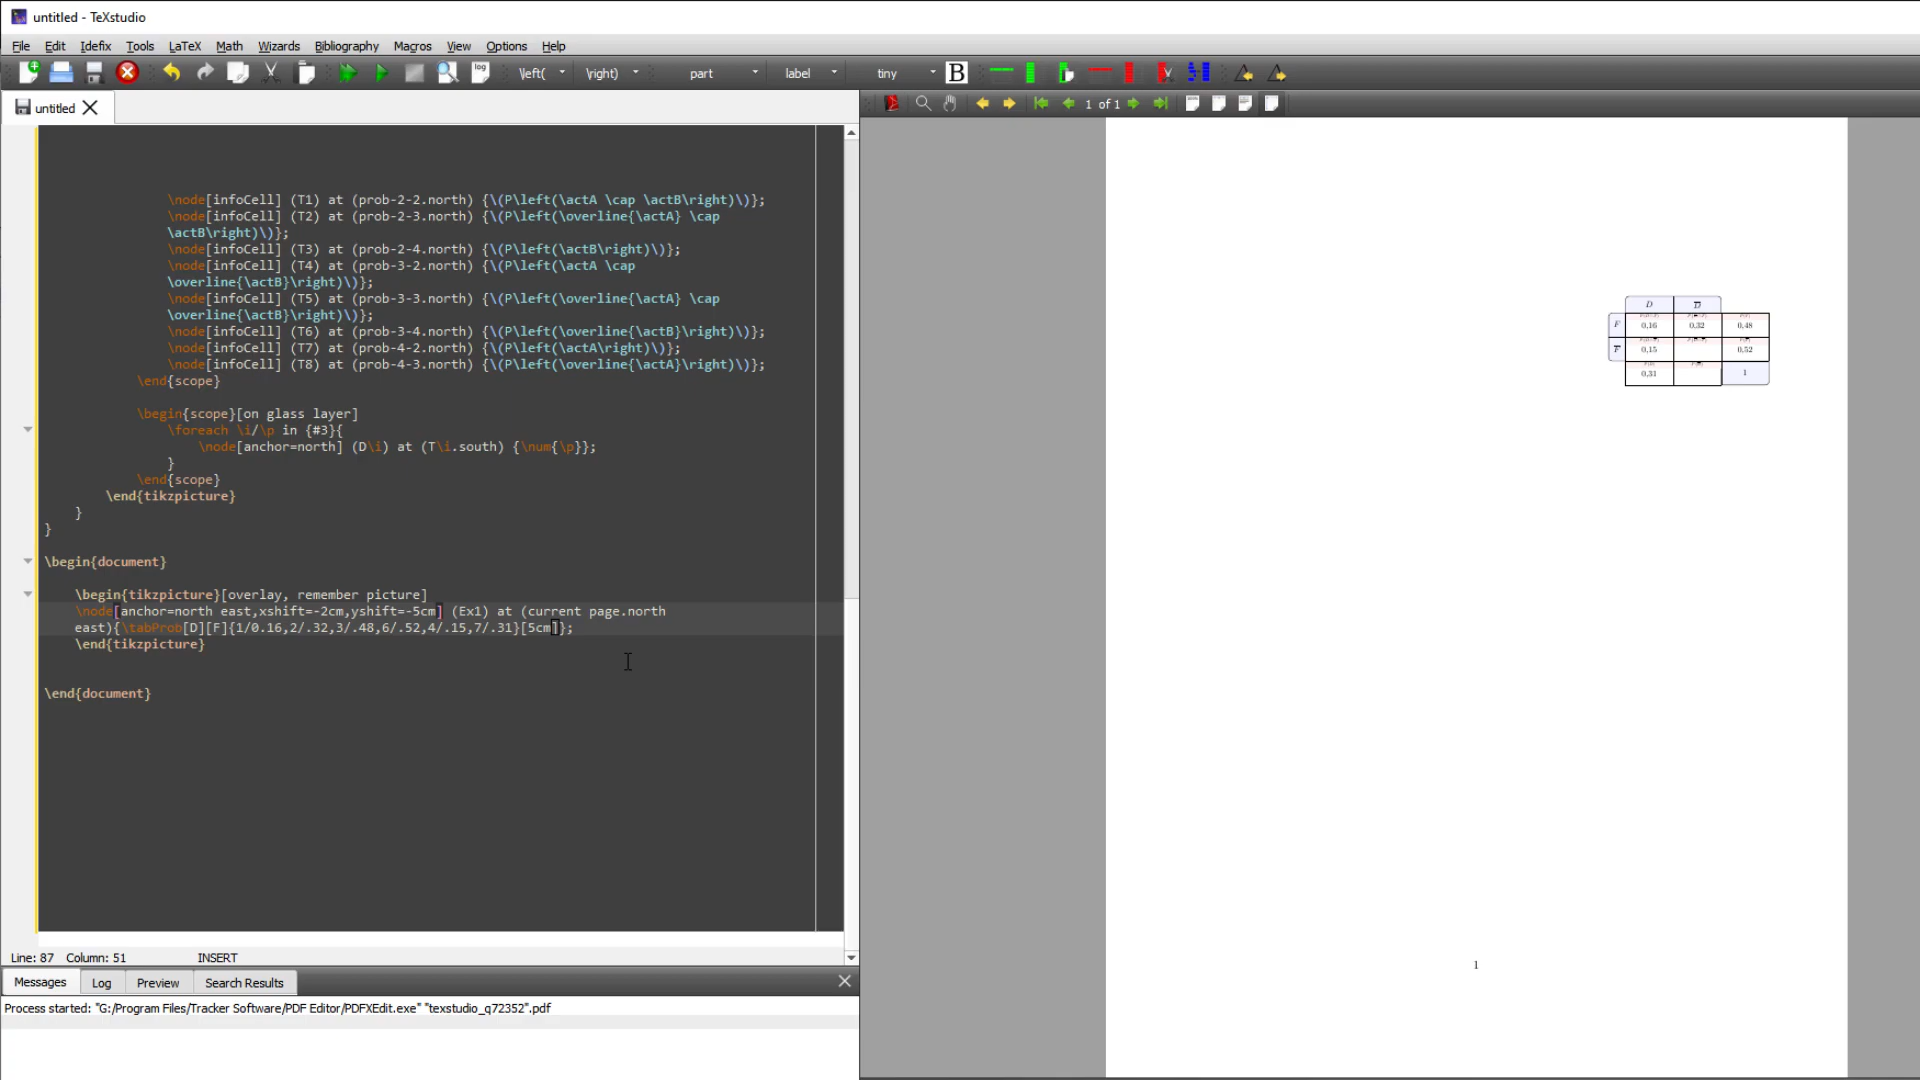 untitled - TeXstudio
File Edit Idefix Tools LaTeX Math Wizards Bibliography Macros View Options Help
log \left( \right) part label tiny B
untitled
1 of 1
\node[infoCell] (T1) at (prob-2-2.north) {\(P\left(\actA \cap \actB\right)\)};
\node[infoCell] (T2) at (prob-2-3.north) {\(P\left(\overline{\actA} \cap
\actB\right)\)};
\node[infoCell] (T3) at (prob-2-4.north) {\(P\left(\actB\right)\)};
\node[infoCell] (T4) at (prob-3-2.north) {\(P\left(\actA \cap
\overline{\actB}\right)\)};
\node[infoCell] (T5) at (prob-3-3.north) {\(P\left(\overline{\actA} \cap
\overline{\actB}\right)\)};
\node[infoCell] (T6) at (prob-3-4.north) {\(P\left(\overline{\actB}\right)\)};
\node[infoCell] (T7) at (prob-4-2.north) {\(P\left(\actA\right)\)};
\node[infoCell] (T8) at (prob-4-3.north) {\(P\left(\overline{\actA}\right)\)};
\end{scope}
\begin{scope}[on glass layer]
\foreach \i/\p in {#3}{
\node[anchor=north] (D\i) at (T\i.south) {\num{\p}};
}
\end{scope}
\end{tikzpicture}
}
}
\begin{document}
\begin{tikzpicture}[overlay, remember picture]
\node[anchor=north east,xshift=-2cm,yshift=-5cm] (Ex1) at (current page.north
east){\tabProb[D][F]{1/0.16,2/.32,3/.48,6/.52,4/.15,7/.31}[5cm]};
\end{tikzpicture}
\end{document}
Line: 87 Column: 51 INSERT
Messages Log Preview Search Results
Process started: "G:/Program Files/Tracker Software/PDF Editor/PDFXEdit.exe" "texstudio_q72352".pdf
D D̅
F 0,16 0,32 0,48
F̅ 0,15 0,52
0,31 1
1